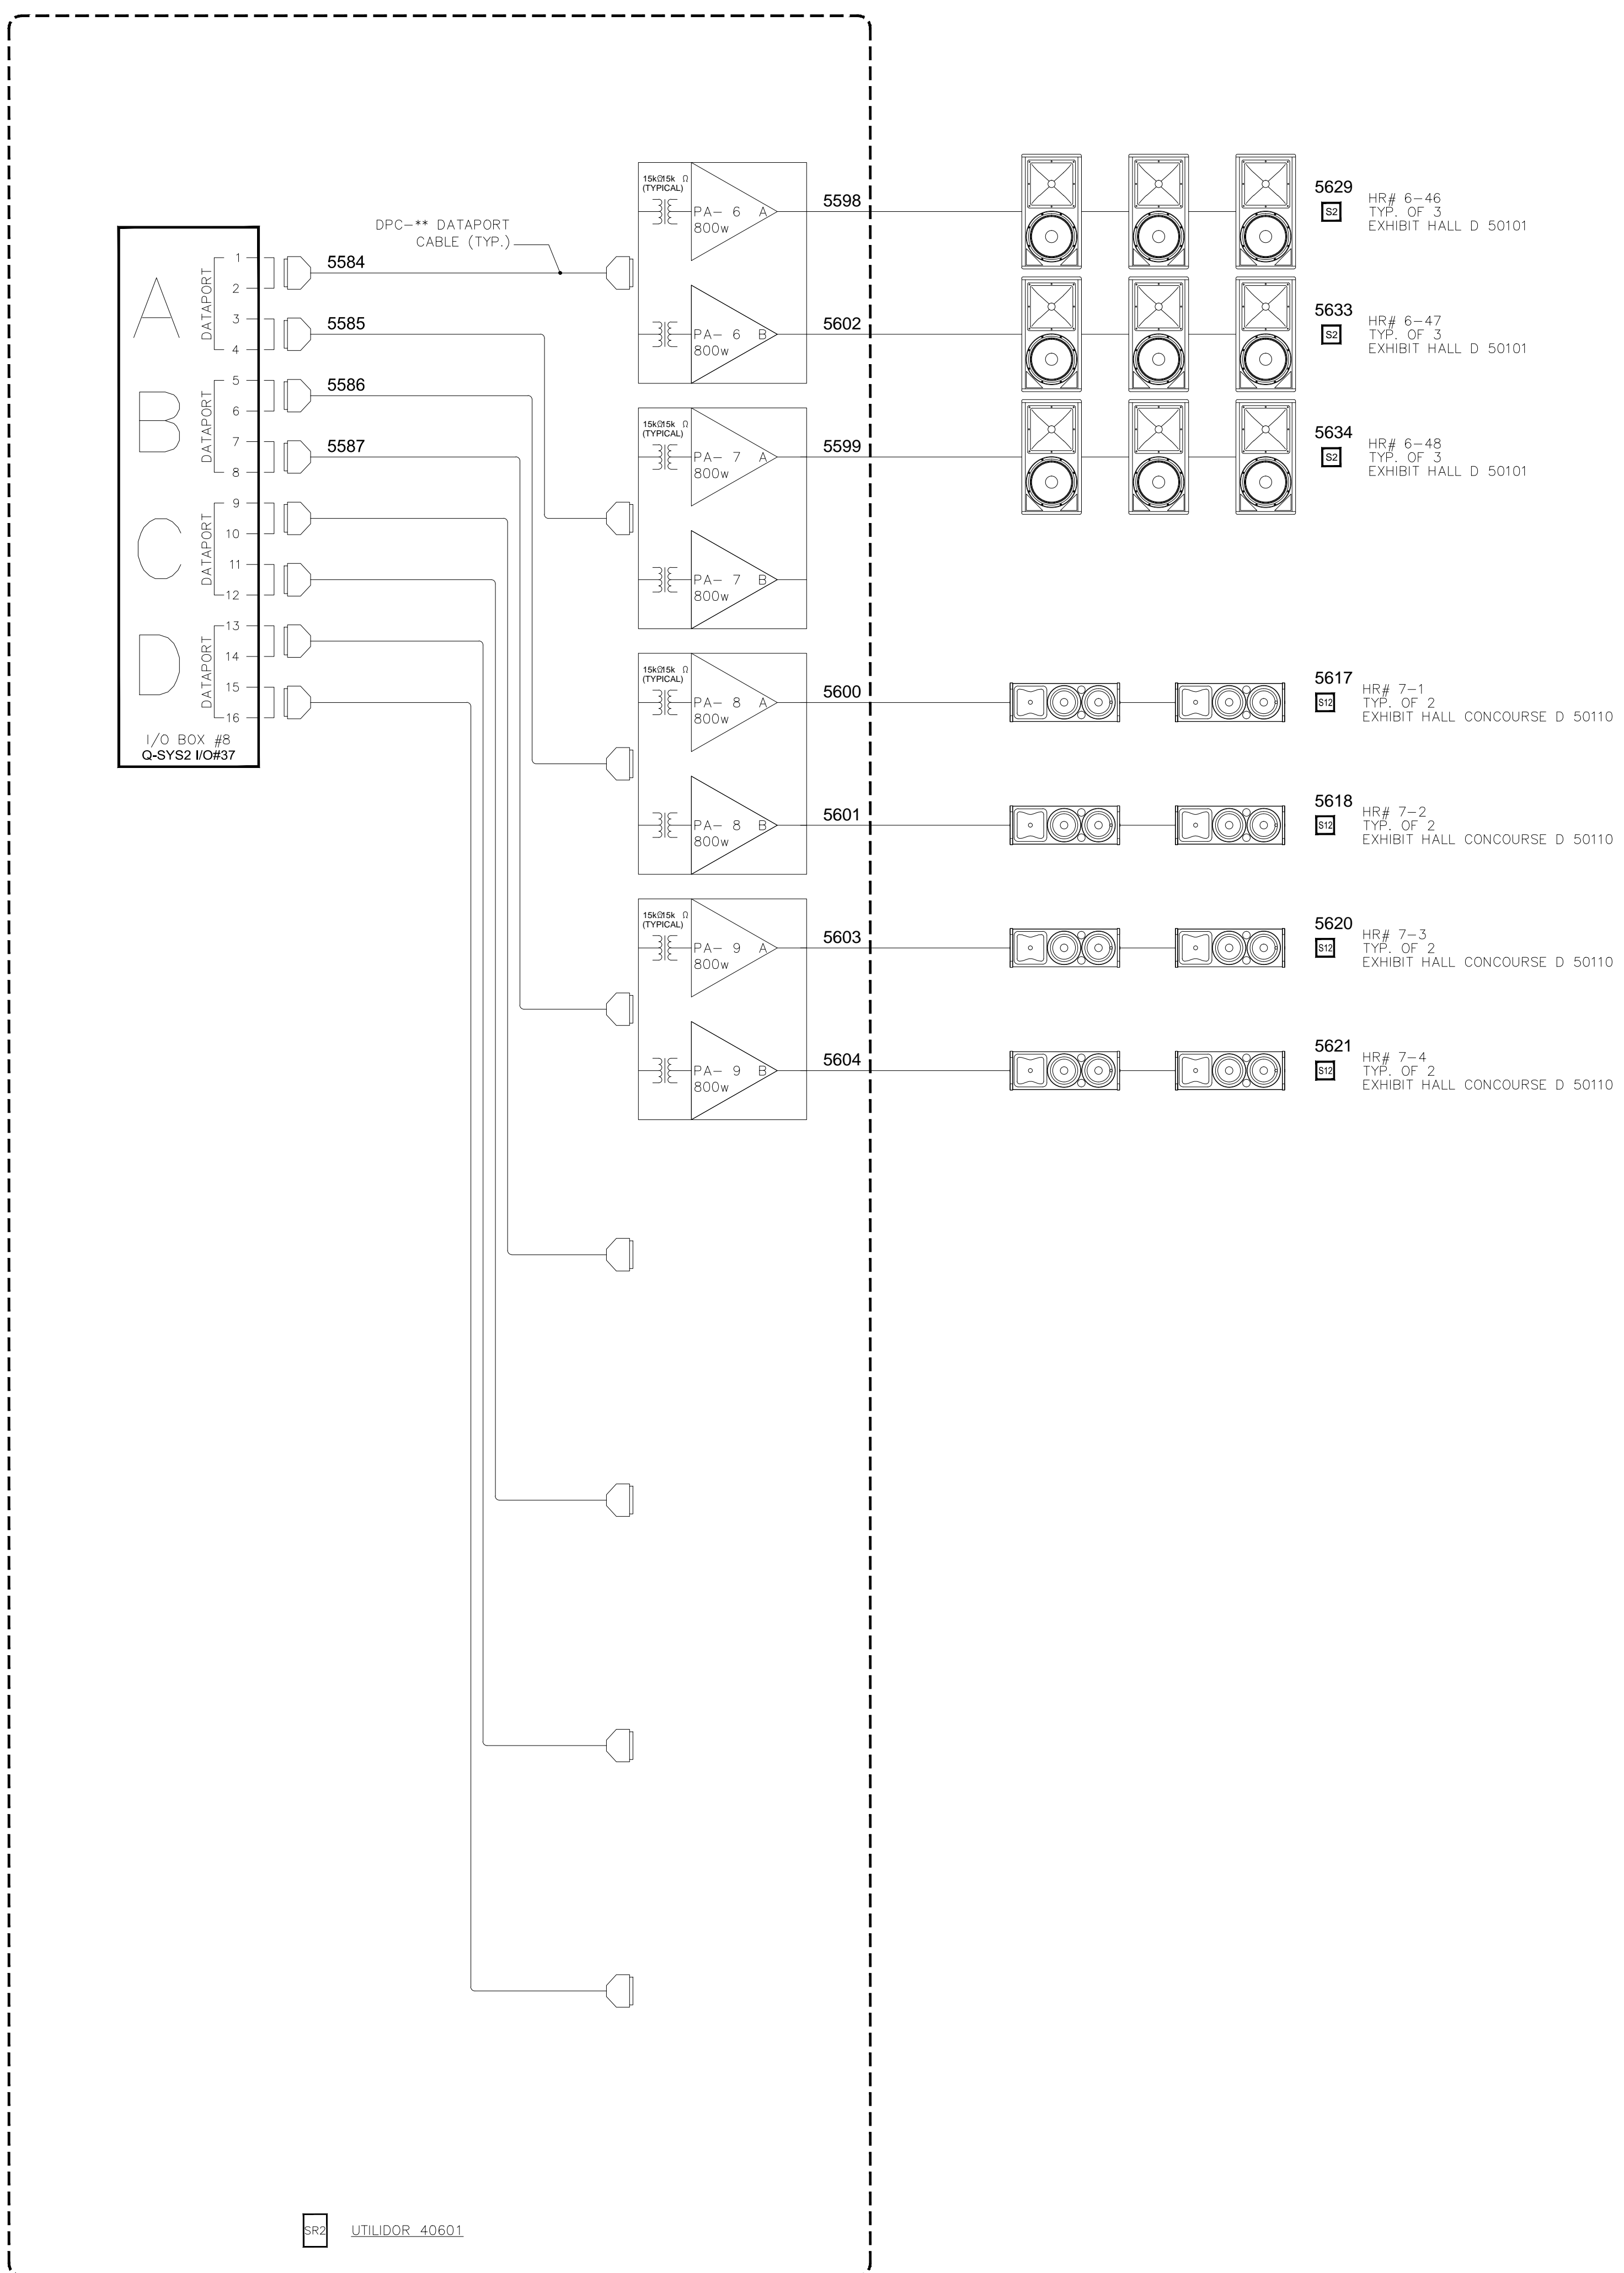 DPC-** DATAPORT
CABLE (TYP.)
A
B
C
D
DATAPORT
DATAPORT
DATAPORT
DATAPORT
1
2
3
4
5
6
7
8
9
10
11
12
13
14
15
16
I/O BOX #8
Q-SYS2 I/O#37
5584
5585
5586
5587
15kΩ15k Ω
(TYPICAL)
PA- 6 A
800w
5598
PA- 6 B
800w
5602
15kΩ15k Ω
(TYPICAL)
PA- 7 A
800w
5599
PA- 7 B
800w
15kΩ15k Ω
(TYPICAL)
PA- 8 A
800w
5600
PA- 8 B
800w
5601
15kΩ15k Ω
(TYPICAL)
PA- 9 A
800w
5603
PA- 9 B
800w
5604
5629
S2
HR# 6-46
TYP. OF 3
EXHIBIT HALL D 50101
5633
S2
HR# 6-47
TYP. OF 3
EXHIBIT HALL D 50101
5634
S2
HR# 6-48
TYP. OF 3
EXHIBIT HALL D 50101
5617
S12
HR# 7-1
TYP. OF 2
EXHIBIT HALL CONCOURSE D 50110
5618
S12
HR# 7-2
TYP. OF 2
EXHIBIT HALL CONCOURSE D 50110
5620
S12
HR# 7-3
TYP. OF 2
EXHIBIT HALL CONCOURSE D 50110
5621
S12
HR# 7-4
TYP. OF 2
EXHIBIT HALL CONCOURSE D 50110
SR2 UTILIDOR 40601